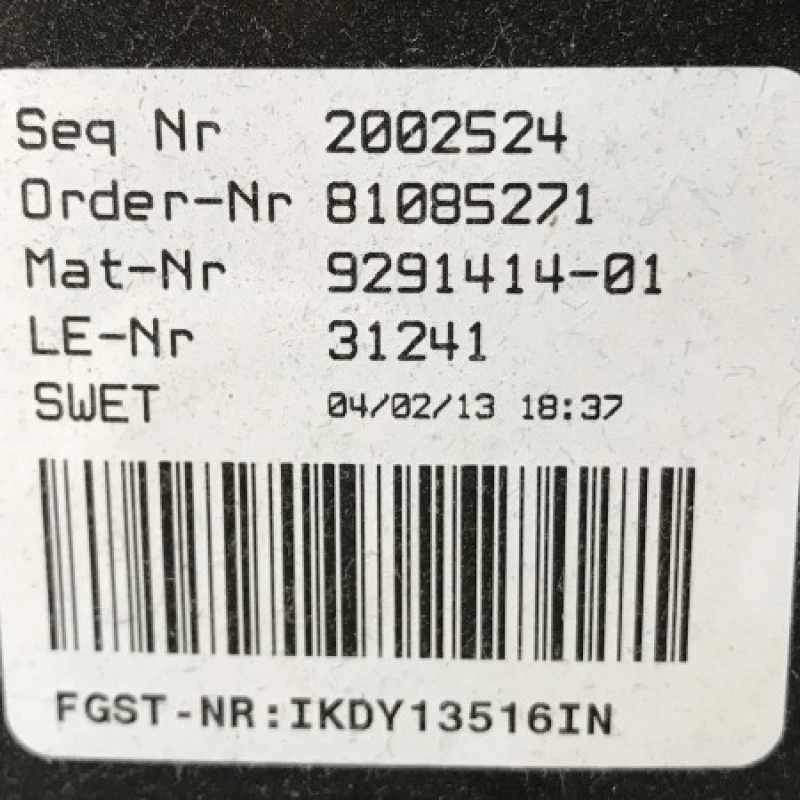 Seq Nr 2002524
Order-Nr 81085271
Mat-Nr 9291414-01
LE-Nr 31241
SWET 04/02/13 18:37
FGST-NR:IKDY13516IN